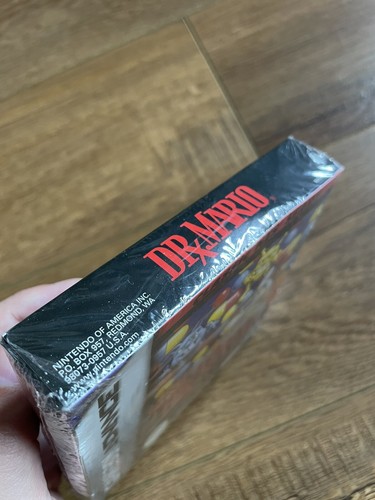 DR. MARIO
NINTENDO OF AMERICA INC.
P.O. BOX 957 REDMOND, WA
98073-0957 U.S.A.
www.nintendo.com